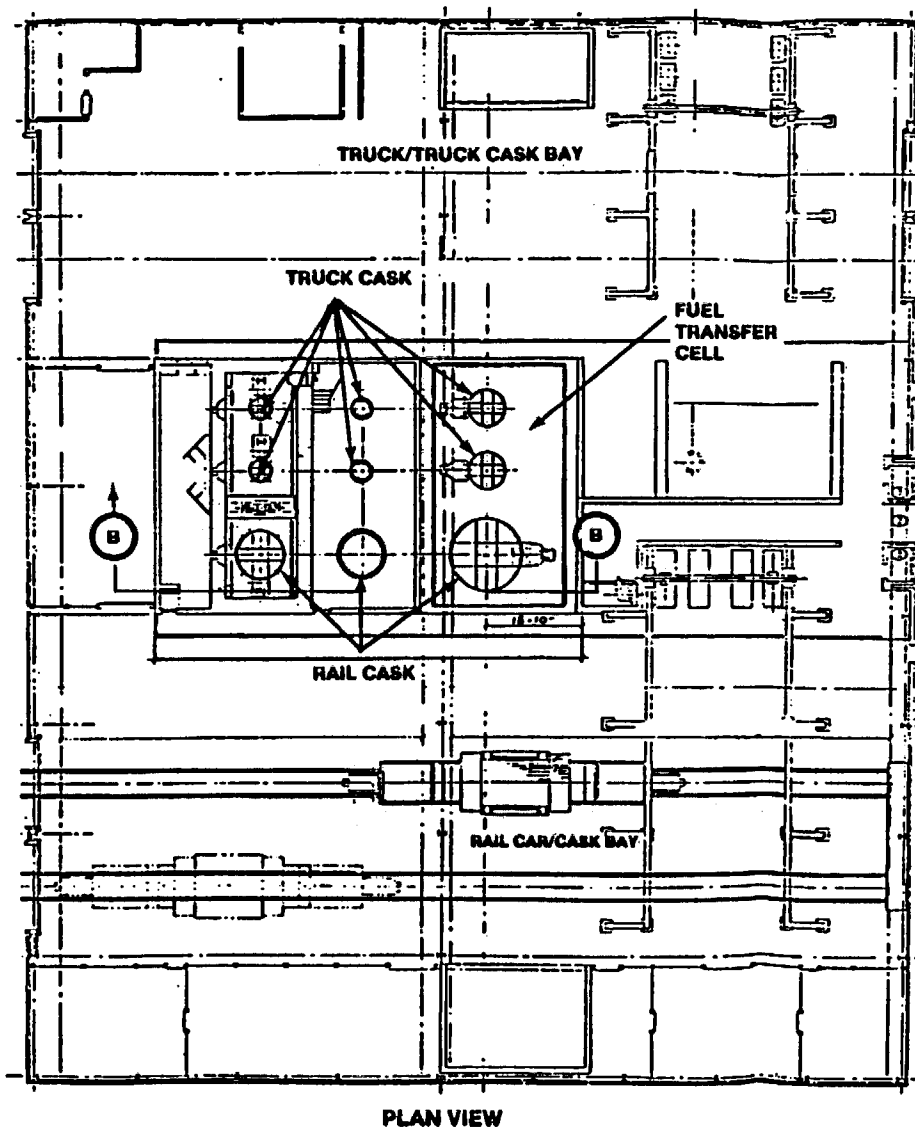 TRUCK/TRUCK CASK BAY
TRUCK CASK
FUEL
TRANSFER
CELL
B
B
RAIL CASK
RAIL CAR/CASK BAY
PLAN VIEW